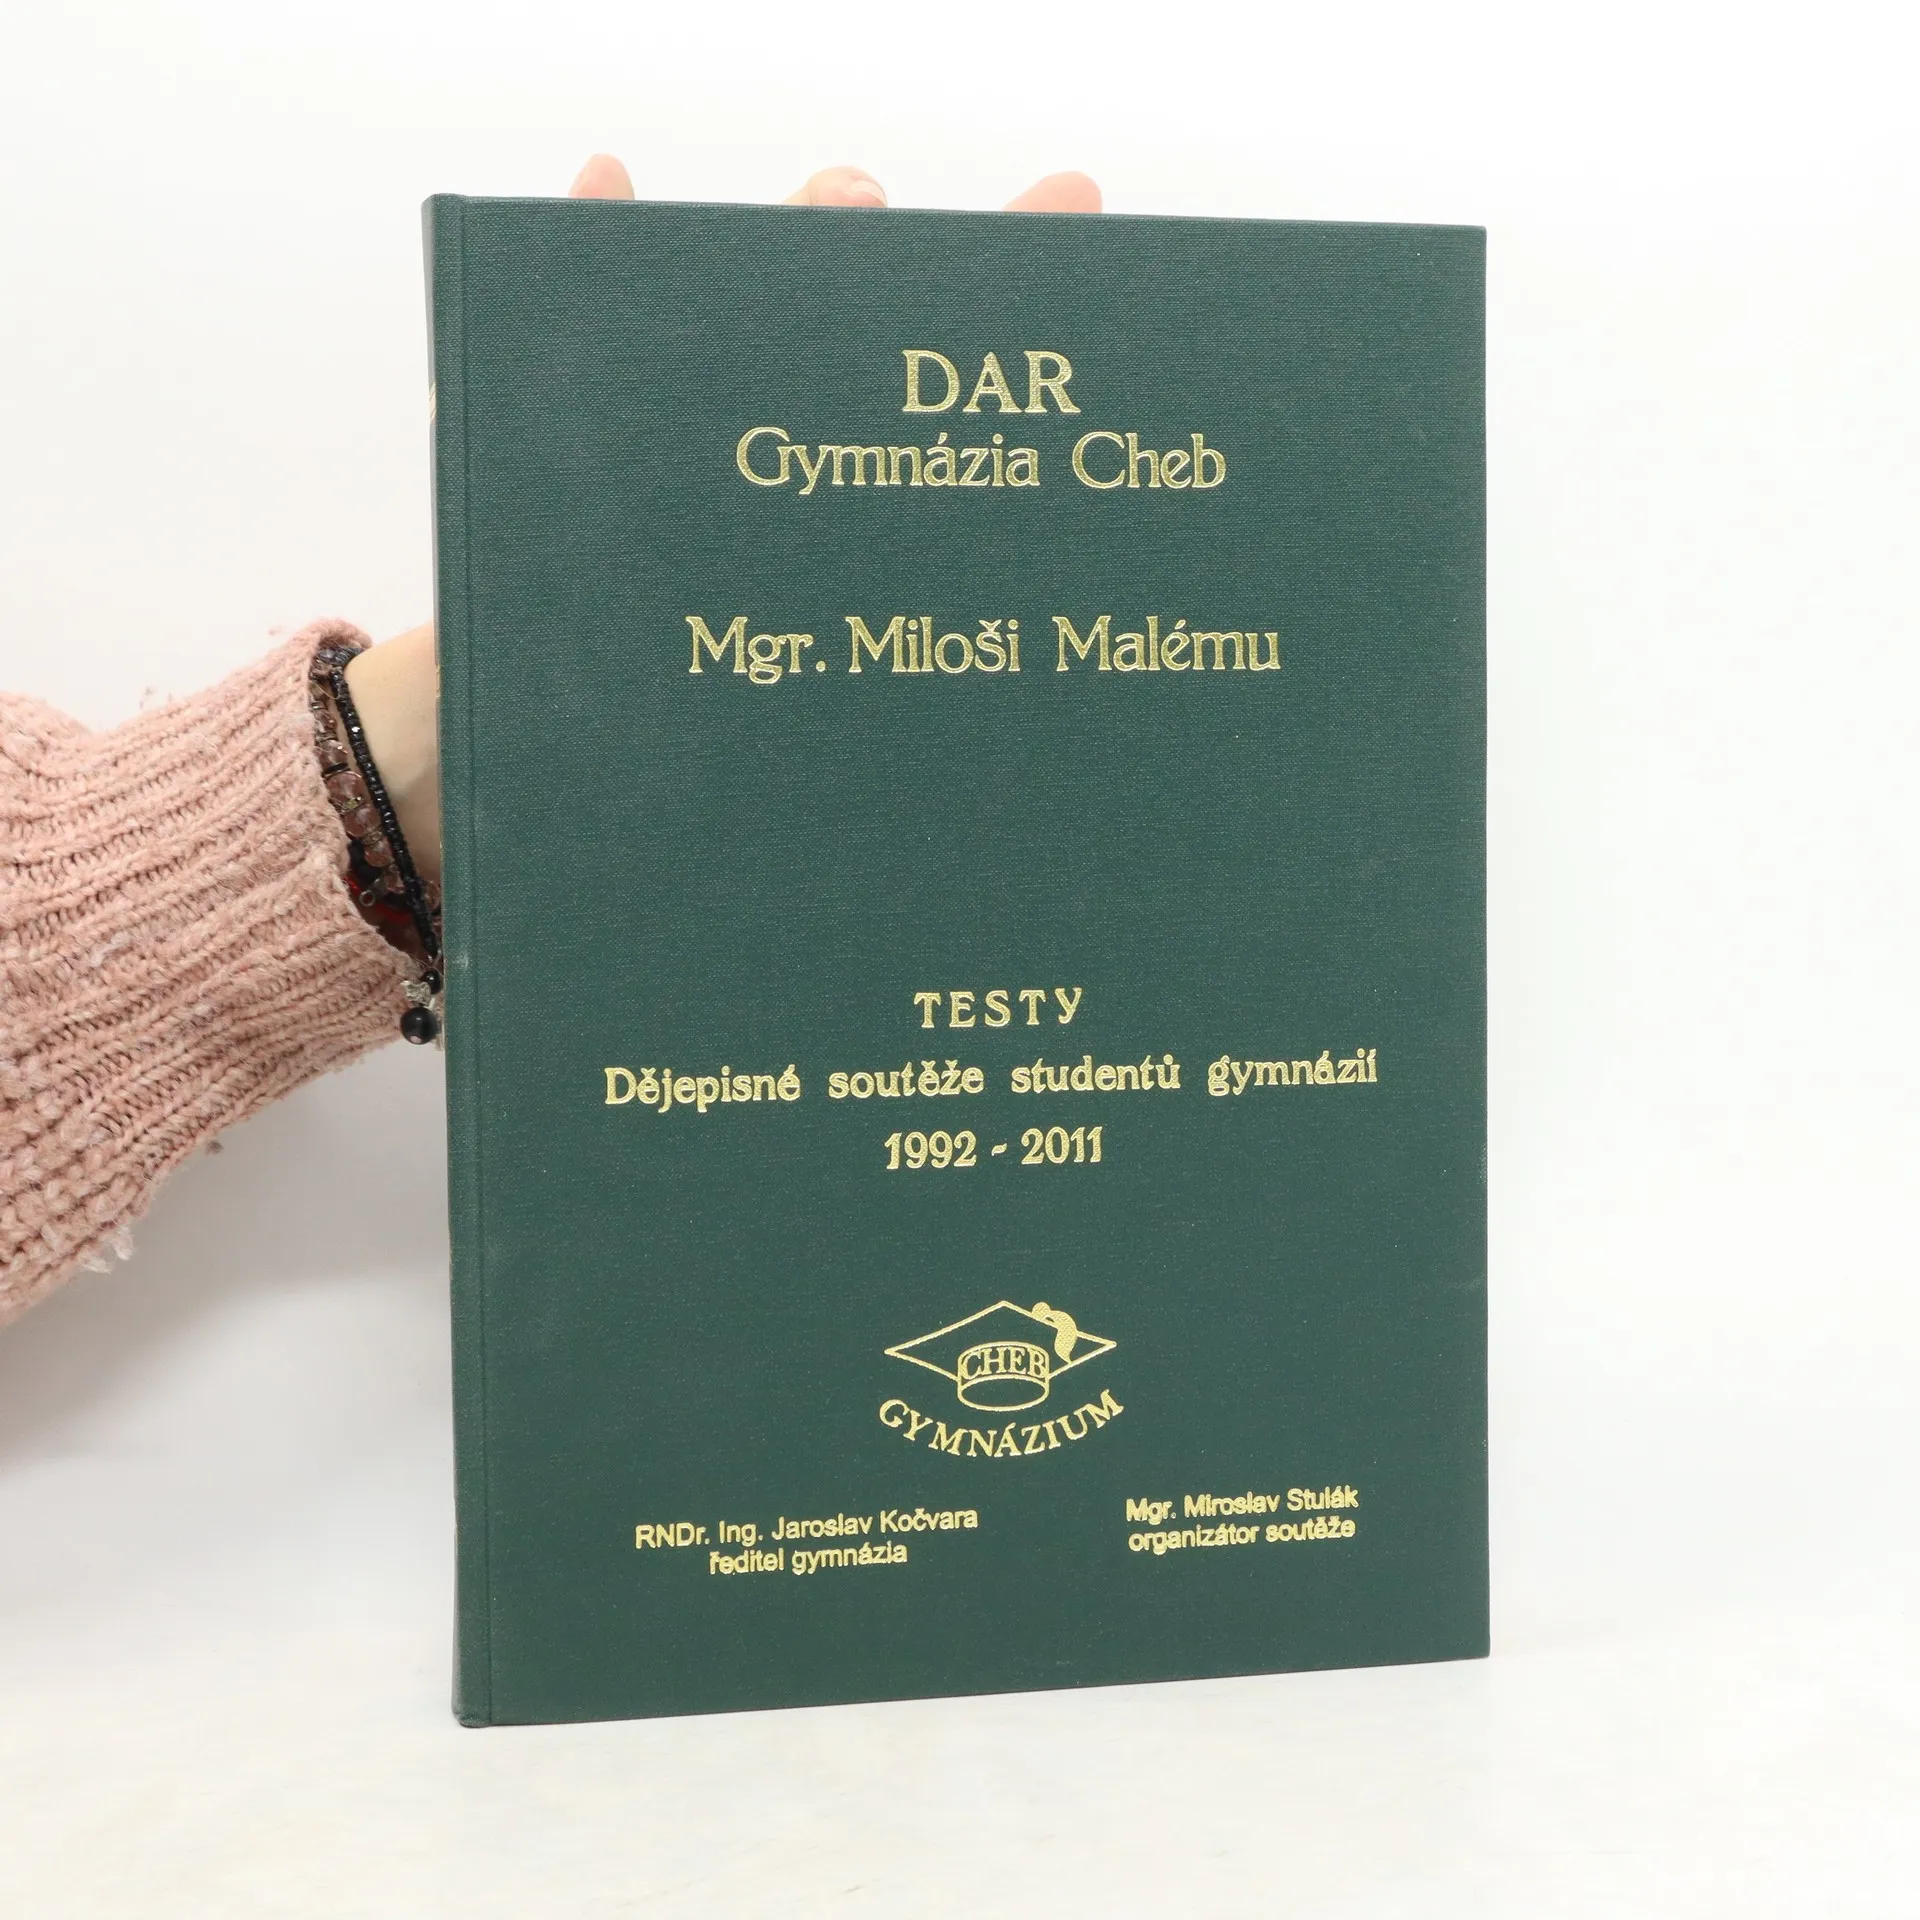 DAR
Gymnázia Cheb
Mgr. Miloši Malému
TESTY
Dějepisné soutěže studentů gymnázií
1992 - 2011
CHEB
GYMNÁZIUM
RNDr. Ing. Jaroslav Kočvara
ředitel gymnázia
Mgr. Miroslav Stulák
organizátor soutěže